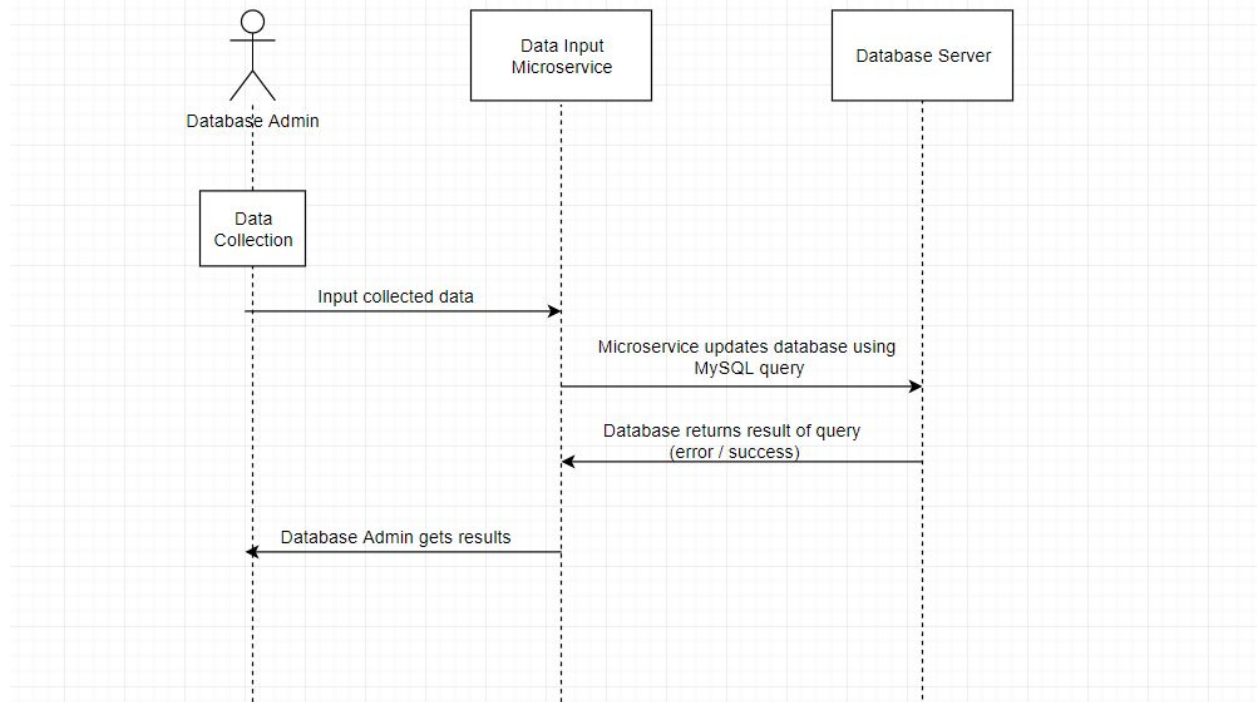 Data Input
Microservice
Database Server
Database Admin
Data
Collection
Input collected data
Microservice updates database using
MySQL query
Database returns result of query
(error / success)
Database Admin gets results